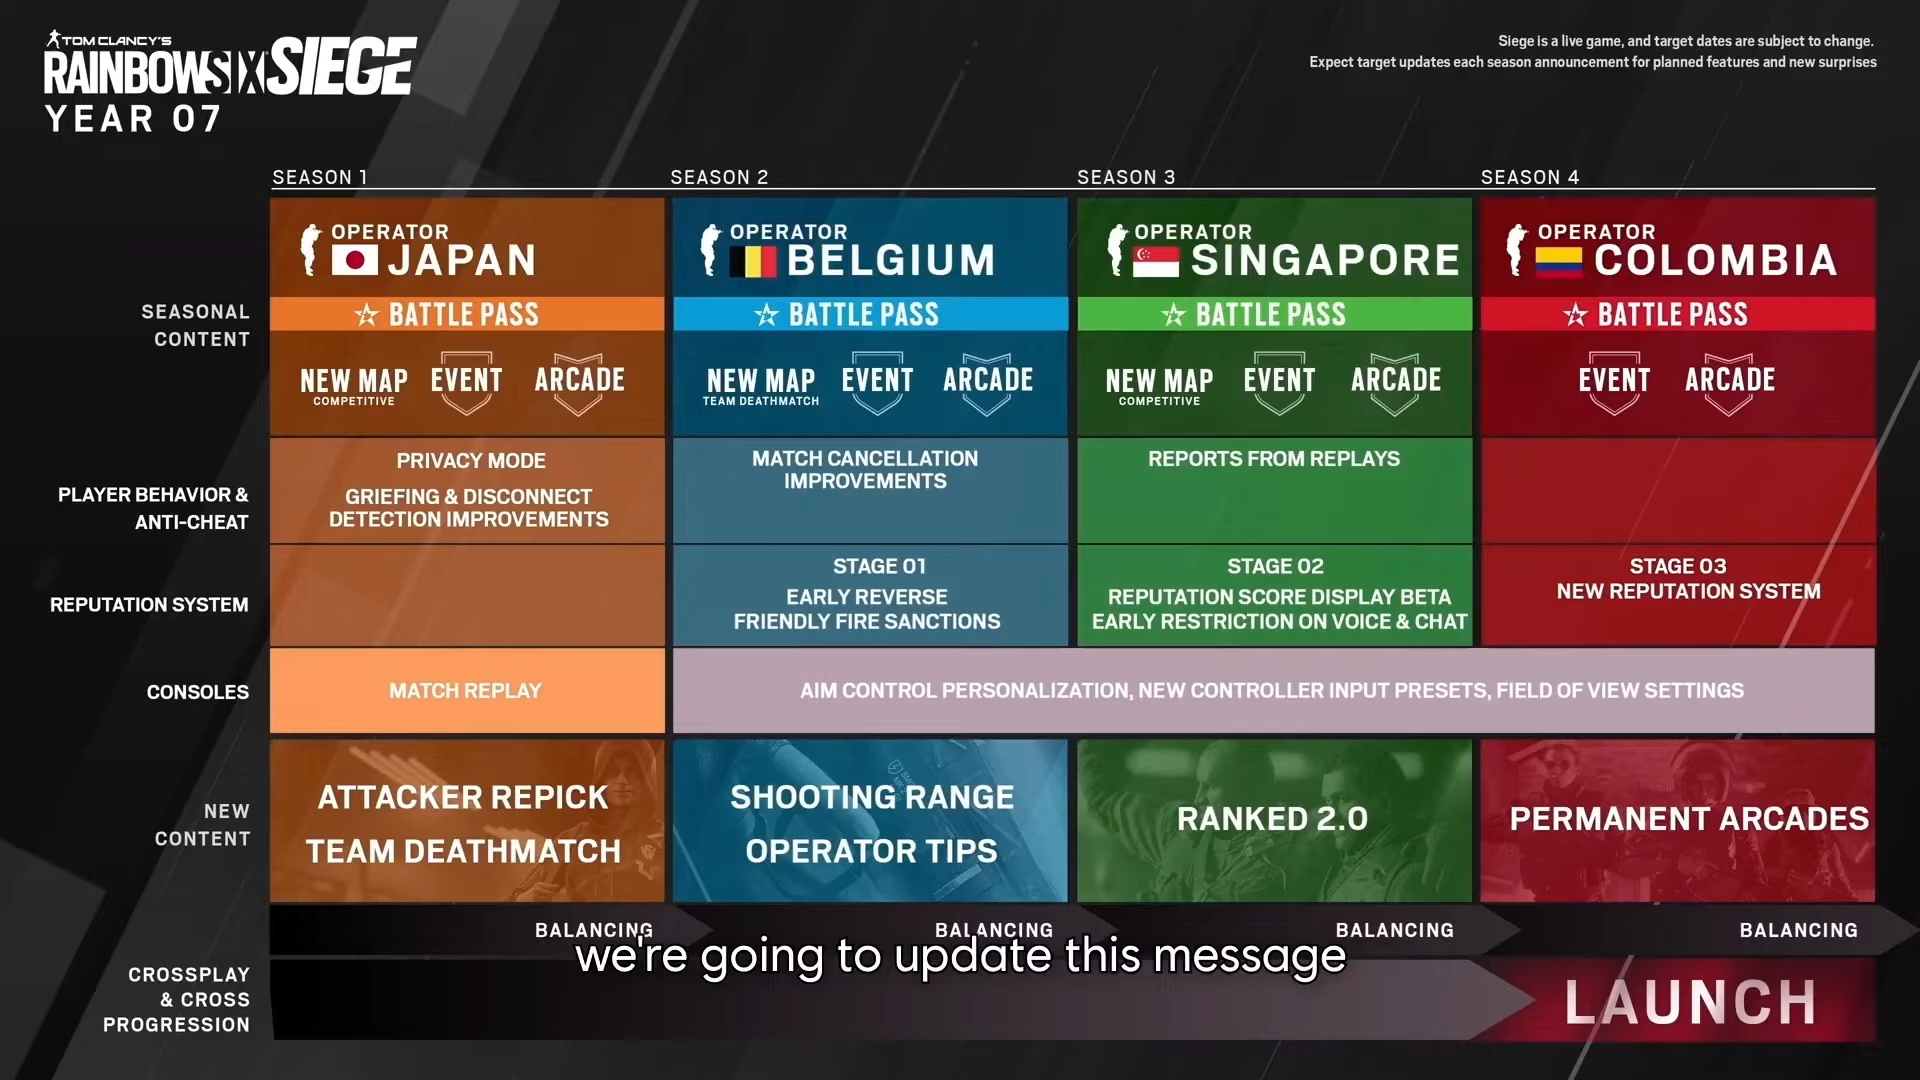 TOM CLANCY'S
RAINBOWSIX SIEGE
YEAR 07
Siege is a live game, and target dates are subject to change.
Expect target updates each season announcement for planned features and new surprises
SEASON 1
SEASON 2
SEASON 3
SEASON 4
SEASONAL
CONTENT
OPERATOR
JAPAN
BATTLE PASS
NEW MAP
COMPETITIVE
EVENT
ARCADE
OPERATOR
BELGIUM
BATTLE PASS
NEW MAP
TEAM DEATHMATCH
EVENT
ARCADE
OPERATOR
SINGAPORE
BATTLE PASS
NEW MAP
COMPETITIVE
EVENT
ARCADE
OPERATOR
COLOMBIA
BATTLE PASS
EVENT
ARCADE
PLAYER BEHAVIOR &
ANTI-CHEAT
PRIVACY MODE
GRIEFING & DISCONNECT
DETECTION IMPROVEMENTS
MATCH CANCELLATION
IMPROVEMENTS
REPORTS FROM REPLAYS
REPUTATION SYSTEM
STAGE 01
EARLY REVERSE
FRIENDLY FIRE SANCTIONS
STAGE 02
REPUTATION SCORE DISPLAY BETA
EARLY RESTRICTION ON VOICE & CHAT
STAGE 03
NEW REPUTATION SYSTEM
CONSOLES
MATCH REPLAY
AIM CONTROL PERSONALIZATION, NEW CONTROLLER INPUT PRESETS, FIELD OF VIEW SETTINGS
NEW
CONTENT
ATTACKER REPICK
TEAM DEATHMATCH
SHOOTING RANGE
OPERATOR TIPS
RANKED 2.0
PERMANENT ARCADES
BALANCING
BALANCING
BALANCING
BALANCING
we're going to update this message
CROSSPLAY
& CROSS
PROGRESSION
LAUNCH